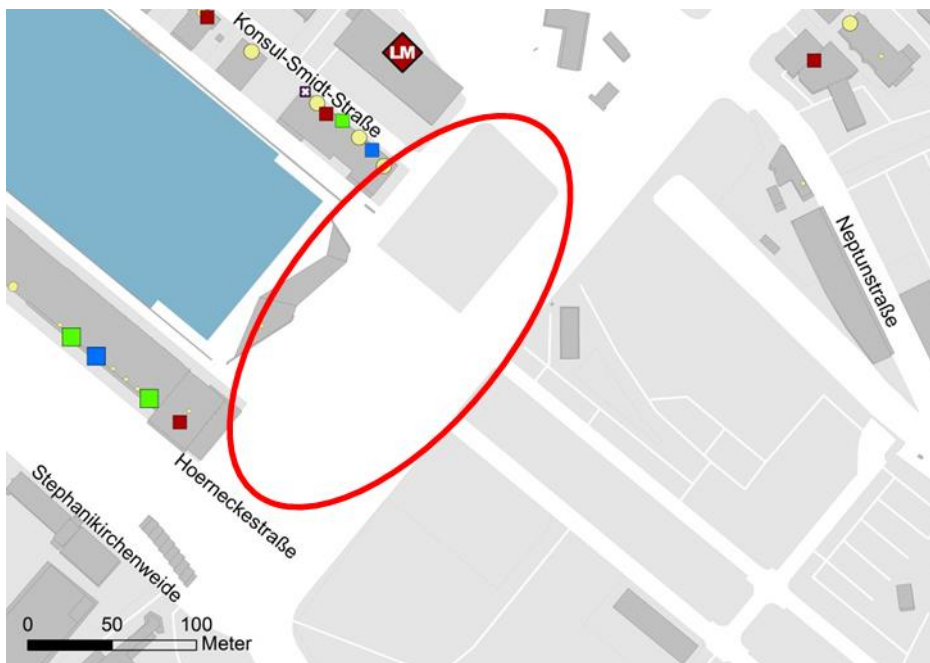 Konsul-Smidt-Straße
LM
Neptunstraße
Hoerneckestraße
Stephanikirchenweide
0 50 100
Meter